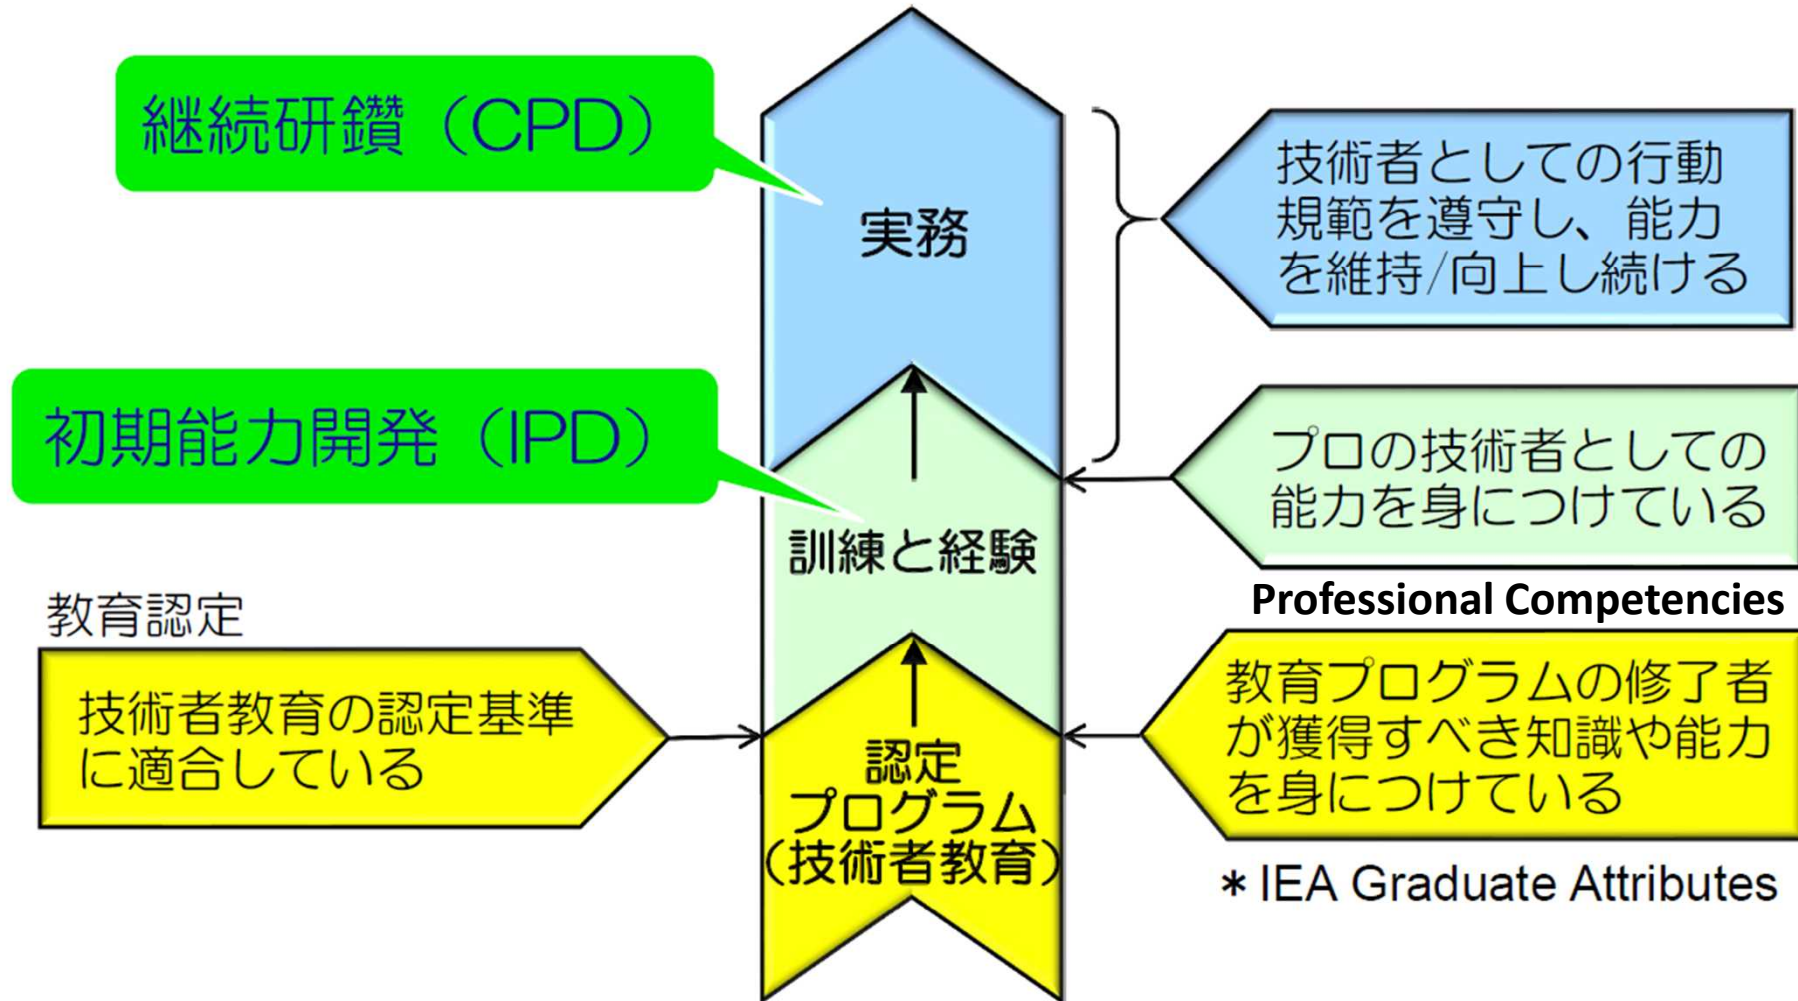 継続研鑽（CPD）
実務
技術者としての行動
規範を遵守し、能力
を維持/向上し続ける
初期能力開発（IPD）
訓練と経験
プロの技術者としての
能力を身につけている
Professional Competencies
教育認定
技術者教育の認定基準
に適合している
認定
プログラム
（技術者教育）
教育プログラムの修了者
が獲得すべき知識や能力
を身につけている
* IEA Graduate Attributes